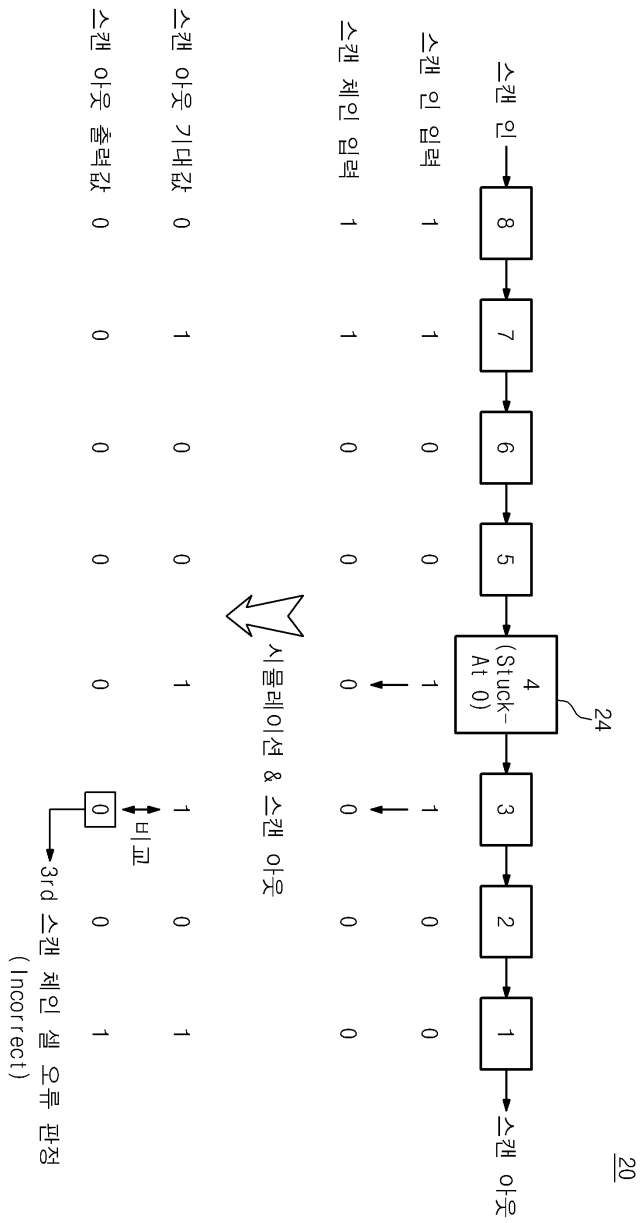 20
스캔 인 8 7 6 5 4 3 2 1 스캔 아웃
(Stuck-
At 0)
24
스캔 인 입력 1 1 0 0 1 1 0 0
스캔 체인 입력 1 1 0 0 0 0 0 0
시뮬레이션 & 스캔 아웃
스캔 아웃 기대값 0 1 0 0 1 1 0 1
비교
스캔 아웃 출력값 0 0 0 0 0 0 0 1
3rd 스캔 체인 셀 오류 판정
(Incorrect)